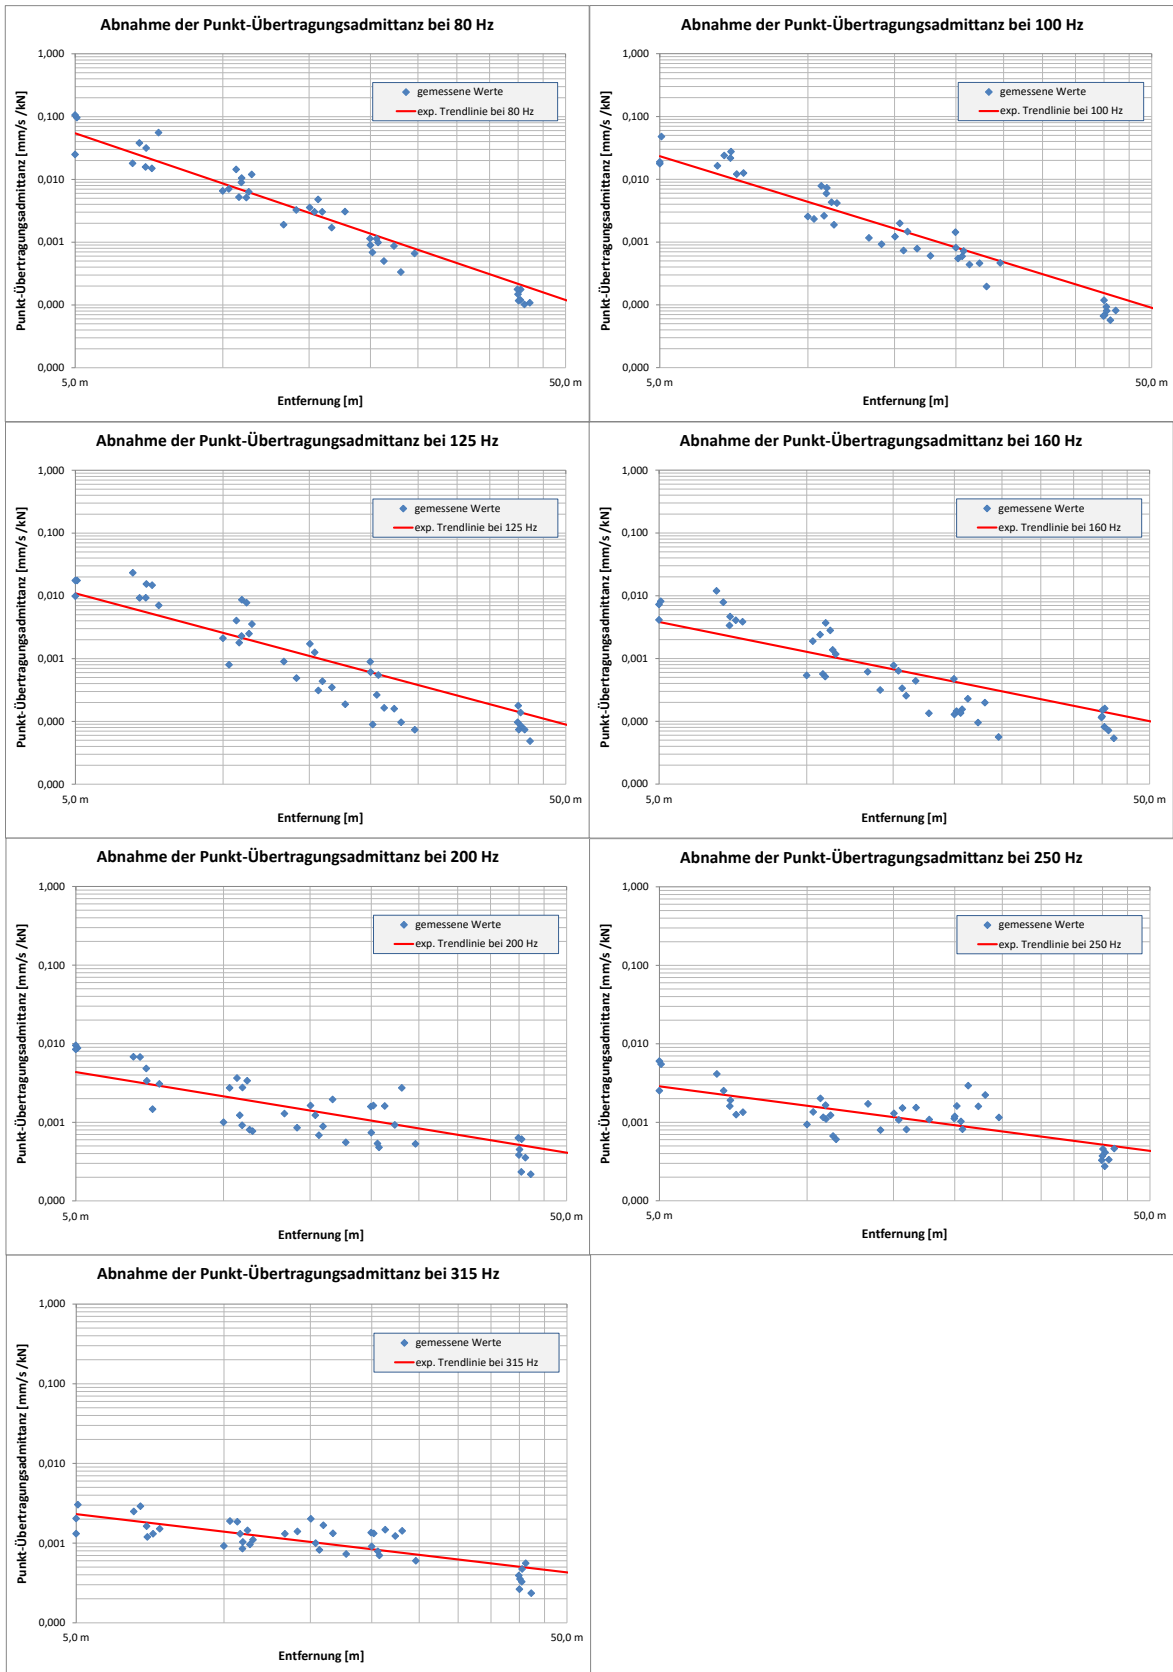 Abnahme der Punkt-Übertragungsadmittanz bei 80 Hz
Punkt-Übertragungsadmittanz [mm/s /kN]
1,000
0,100
0,010
0,001
0,000
0,000
gemessene Werte
exp. Trendlinie bei 80 Hz
5,0 m
50,0 m
Entfernung [m]
Abnahme der Punkt-Übertragungsadmittanz bei 100 Hz
Punkt-Übertragungsadmittanz [mm/s /kN]
1,000
0,100
0,010
0,001
0,000
0,000
gemessene Werte
exp. Trendlinie bei 100 Hz
5,0 m
50,0 m
Entfernung [m]
Abnahme der Punkt-Übertragungsadmittanz bei 125 Hz
Punkt-Übertragungsadmittanz [mm/s /kN]
1,000
0,100
0,010
0,001
0,000
0,000
gemessene Werte
exp. Trendlinie bei 125 Hz
5,0 m
50,0 m
Entfernung [m]
Abnahme der Punkt-Übertragungsadmittanz bei 160 Hz
Punkt-Übertragungsadmittanz [mm/s /kN]
1,000
0,100
0,010
0,001
0,000
0,000
gemessene Werte
exp. Trendlinie bei 160 Hz
5,0 m
50,0 m
Entfernung [m]
Abnahme der Punkt-Übertragungsadmittanz bei 200 Hz
Punkt-Übertragungsadmittanz [mm/s /kN]
1,000
0,100
0,010
0,001
0,000
gemessene Werte
exp. Trendlinie bei 200 Hz
5,0 m
50,0 m
Entfernung [m]
Abnahme der Punkt-Übertragungsadmittanz bei 250 Hz
Punkt-Übertragungsadmittanz [mm/s /kN]
1,000
0,100
0,010
0,001
0,000
gemessene Werte
exp. Trendlinie bei 250 Hz
5,0 m
50,0 m
Entfernung [m]
Abnahme der Punkt-Übertragungsadmittanz bei 315 Hz
Punkt-Übertragungsadmittanz [mm/s /kN]
1,000
0,100
0,010
0,001
0,000
gemessene Werte
exp. Trendlinie bei 315 Hz
5,0 m
50,0 m
Entfernung [m]